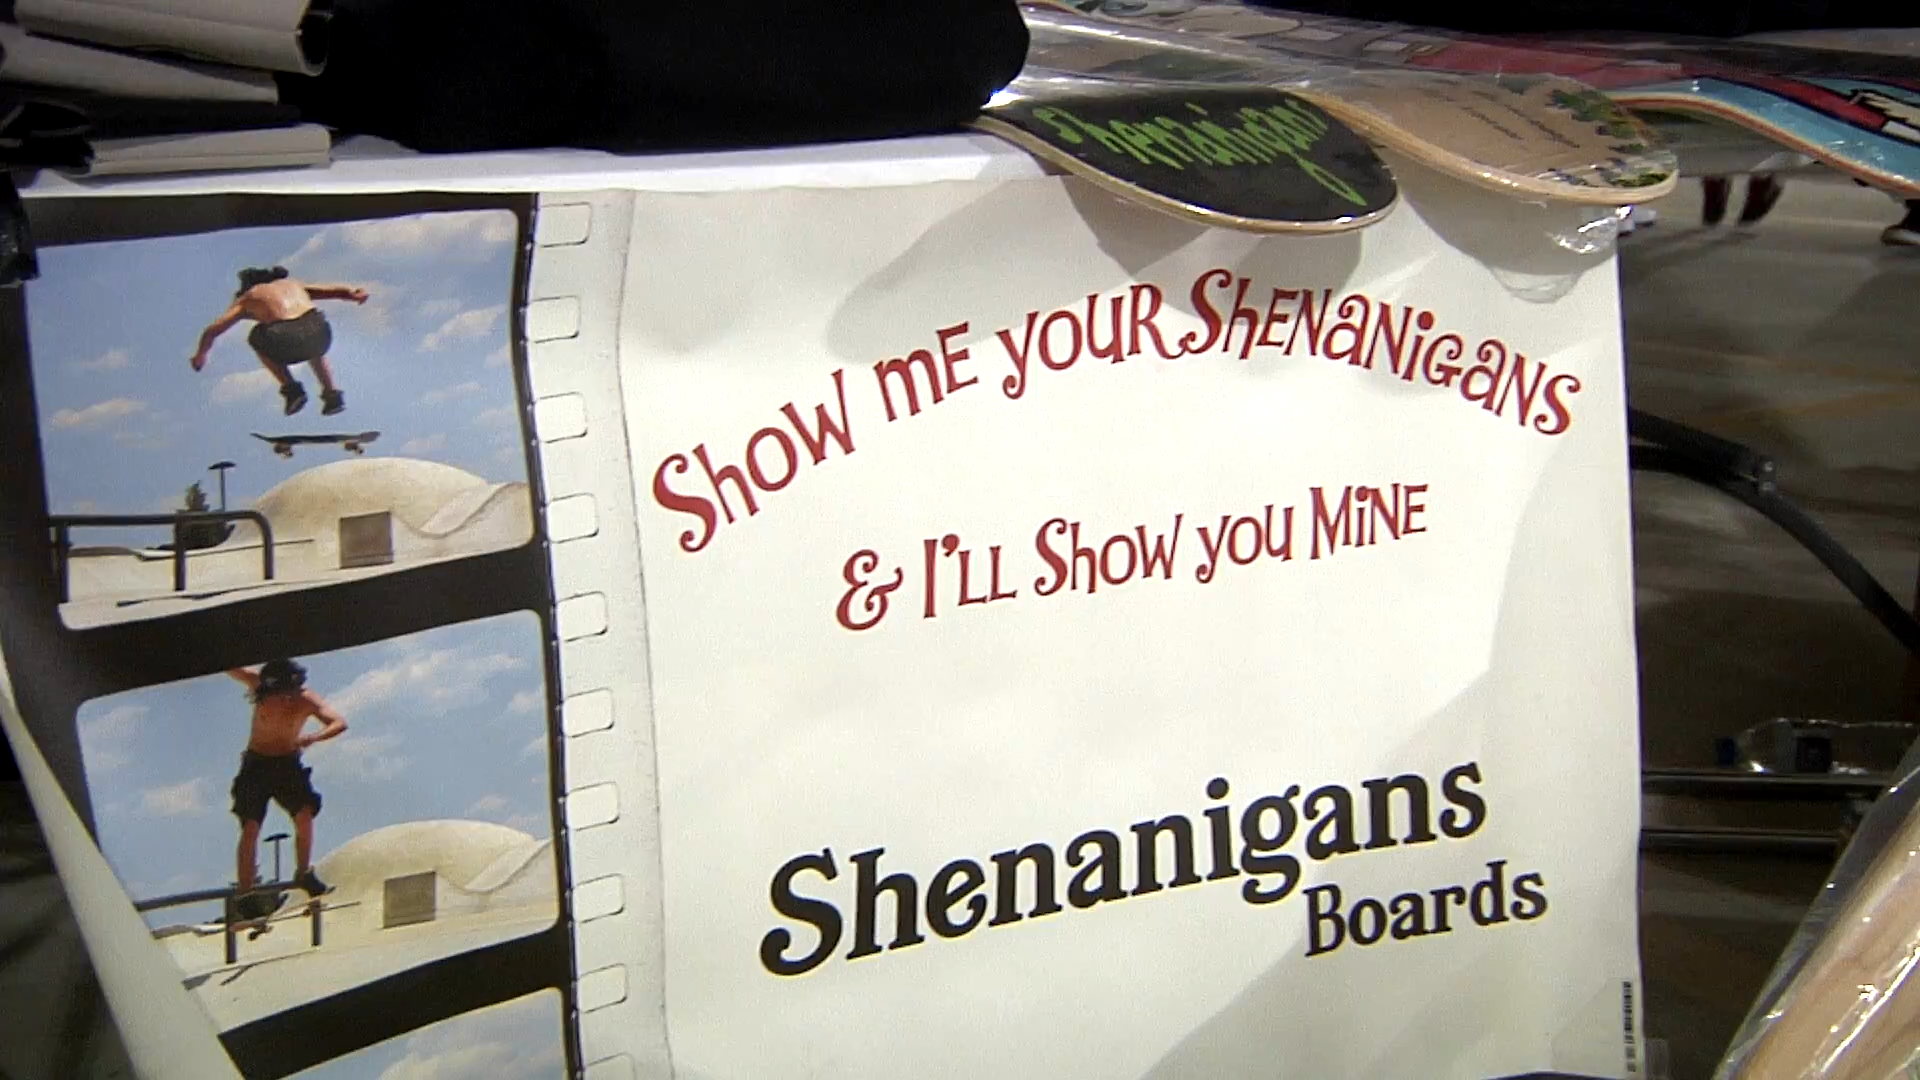 Shenanigans
Show me your Shenanigans
& I'll Show you Mine
Shenanigans
Boards